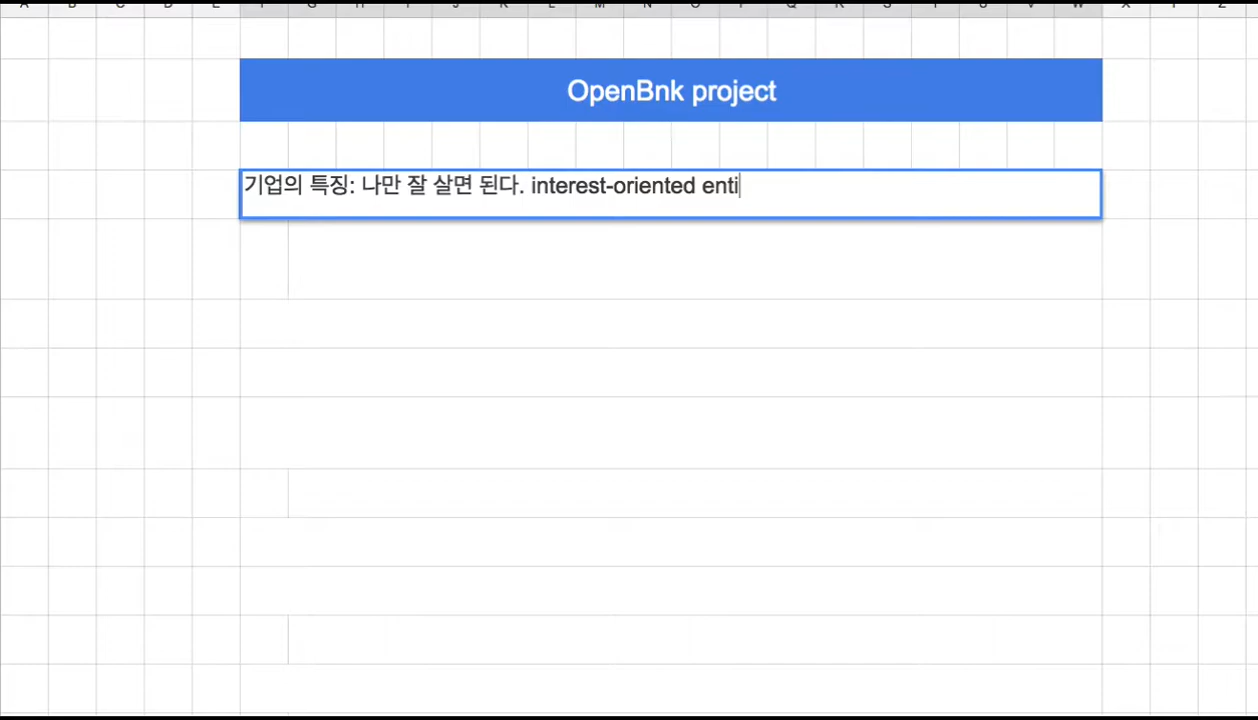 OpenBnk project
기업의 특징: 나만 잘 살면 된다. interest-oriented enti